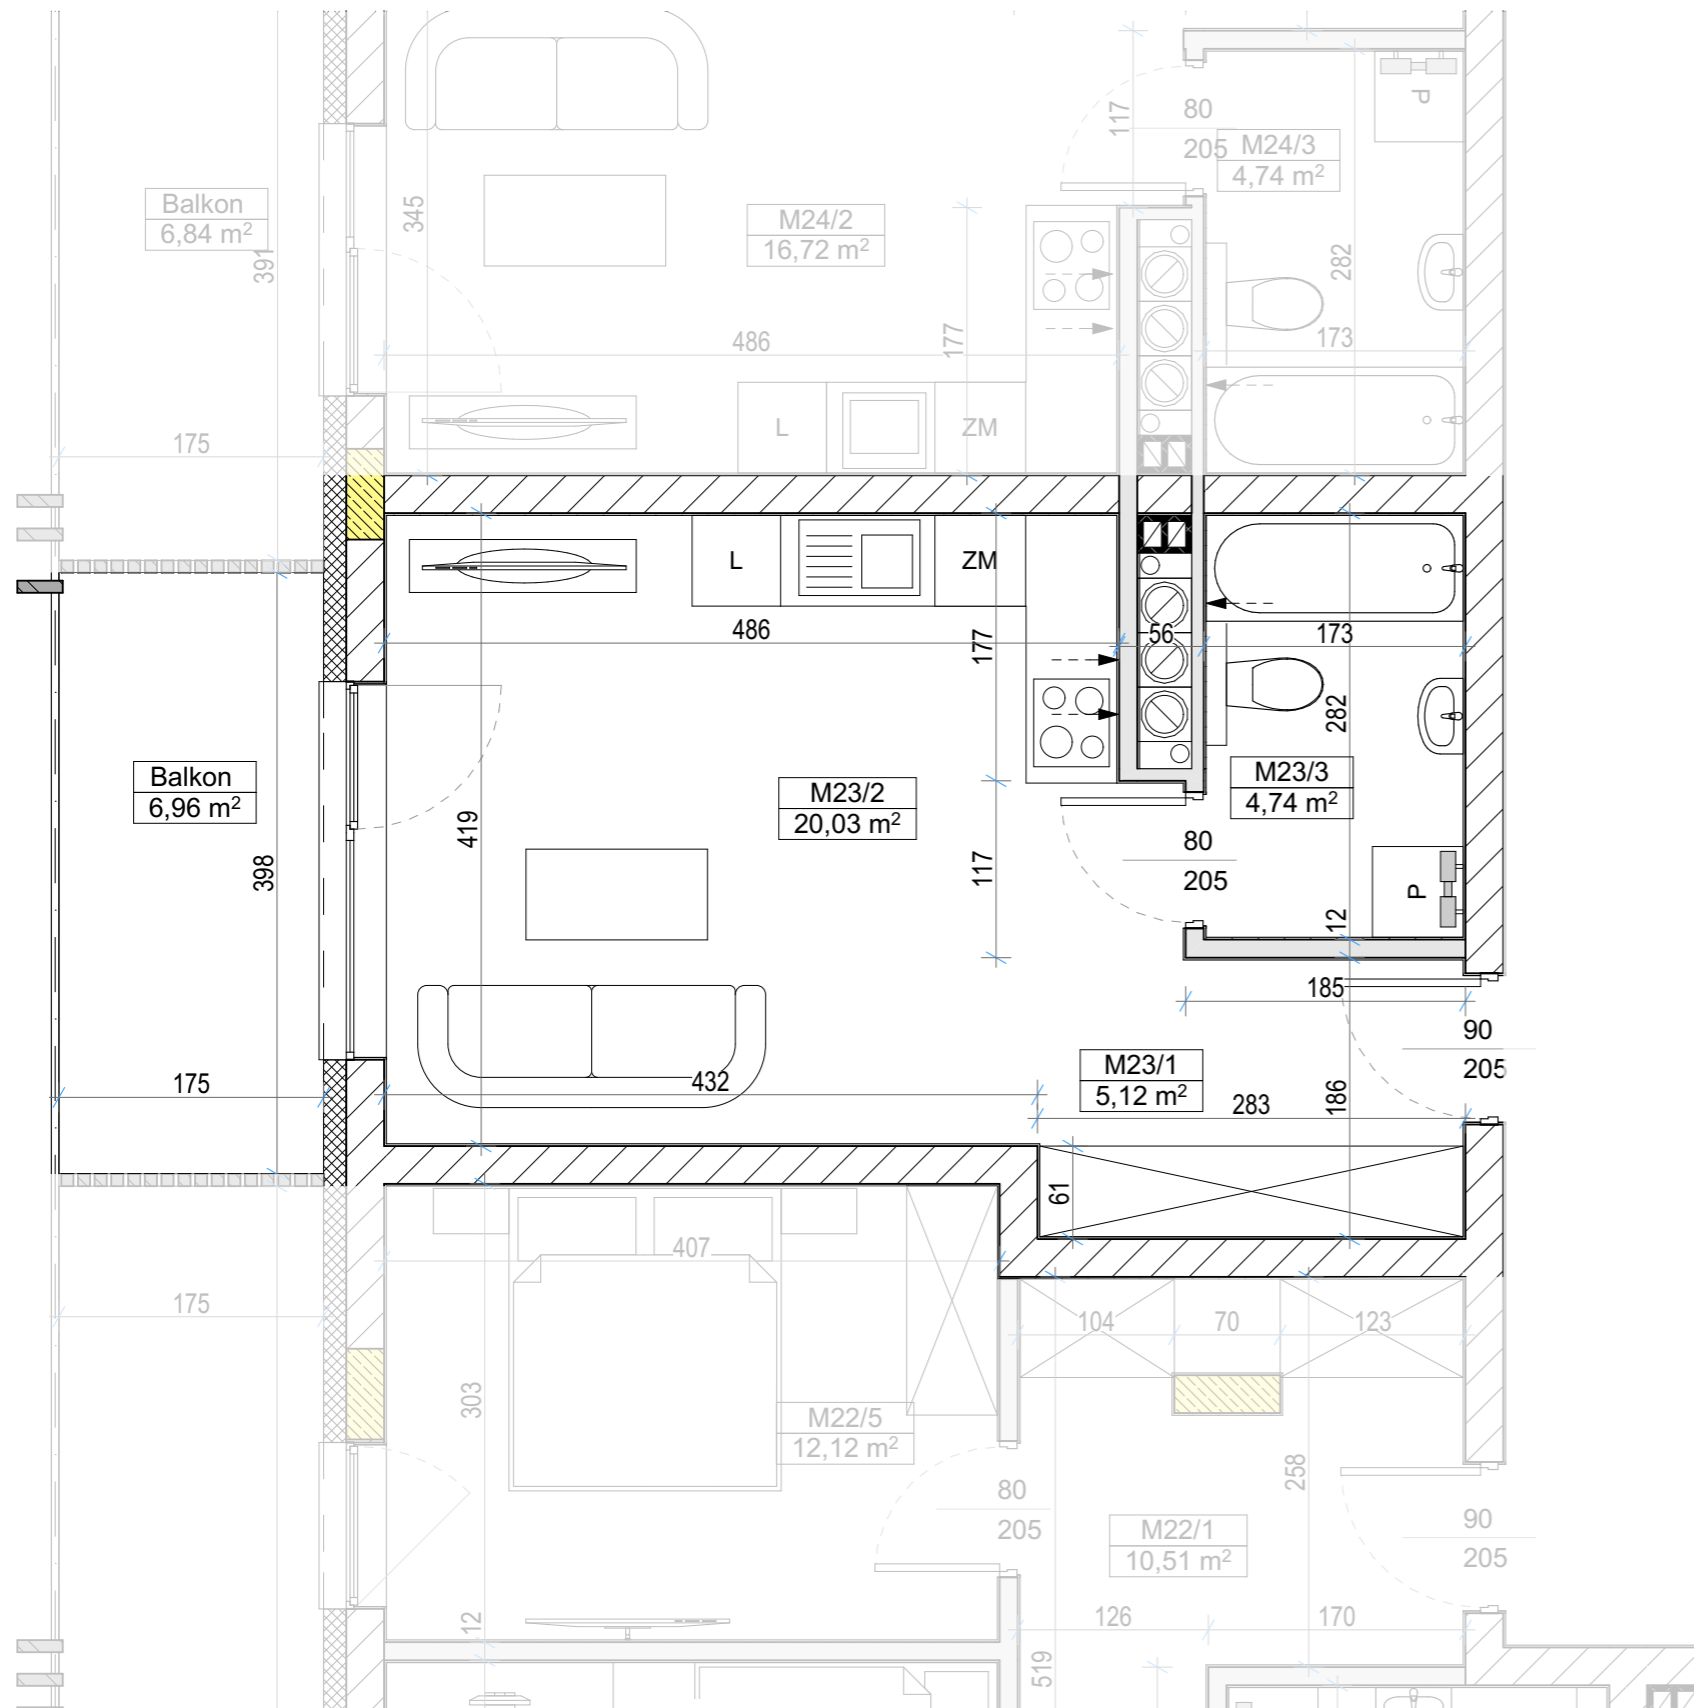 117
80
205
M24/3
4,74 m²
P
Balkon
6,84 m²
391
345
M24/2
16,72 m²
282
486
177
173
175
L
ZM
L
ZM
486
177
56
173
282
Balkon
6,96 m²
398
419
M23/2
20,03 m²
M23/3
4,74 m²
117
80
205
12
P
185
90
205
175
432
M23/1
5,12 m²
283
186
61
407
175
104
70
123
303
M22/5
12,12 m²
258
80
205
M22/1
10,51 m²
90
205
12
126
170
519